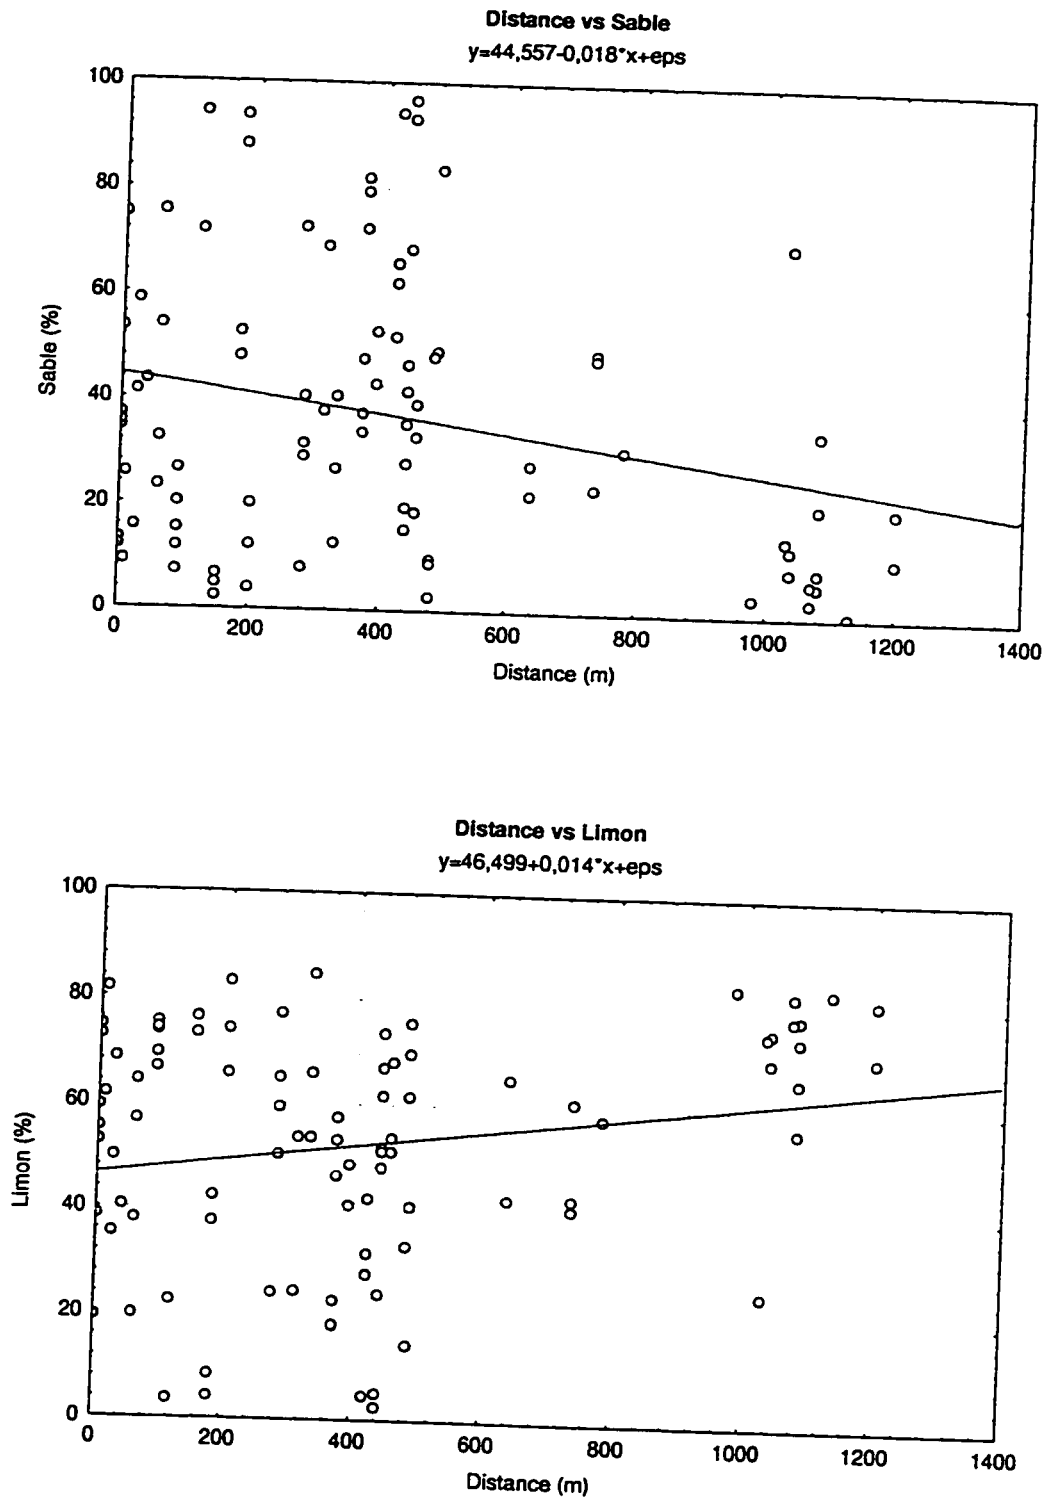 Distance vs Sable
y=44,557-0,018*x+eps
100
80
60
40
20
0
Sable (%)
0 200 400 600 800 1000 1200 1400
Distance (m)
Distance vs Limon
y=46,499+0,014*x+eps
100
80
60
40
20
0
Limon (%)
0 200 400 600 800 1000 1200 1400
Distance (m)